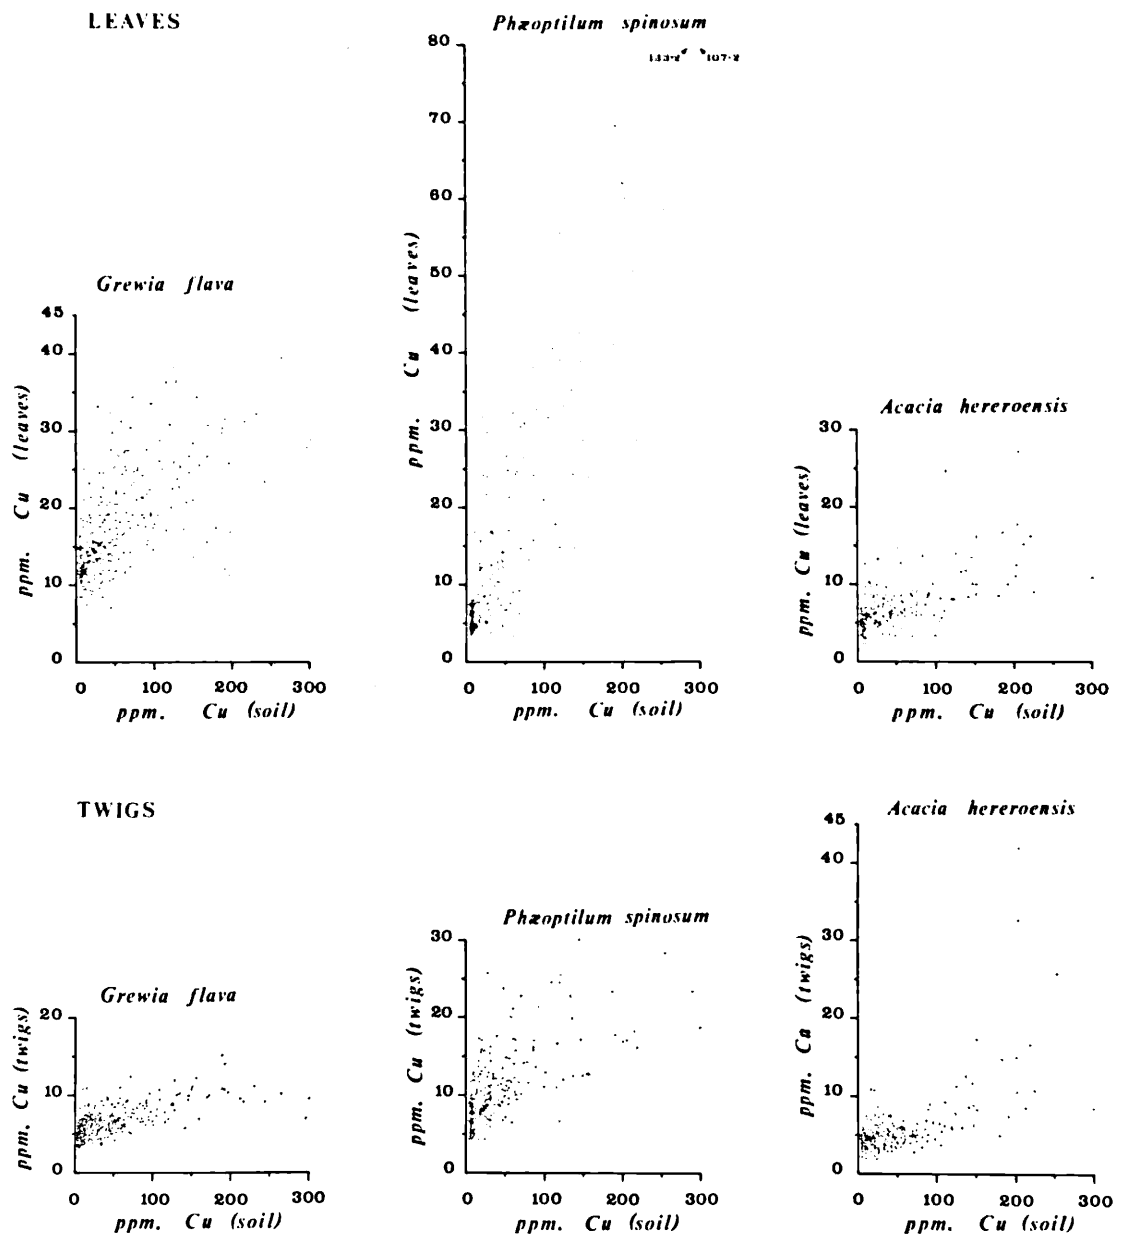 LEAVES
Phæoptilum spinosum
80
133-2 107-2
70
60
50
40
30
20
10
0
ppm. Cu (leaves)
0 100 200 300
ppm. Cu (soil)
Grewia flava
45
40
30
20
10
0
ppm. Cu (leaves)
0 100 200 300
ppm. Cu (soil)
Acacia hereroensis
30
20
10
0
ppm. Cu (leaves)
0 100 200 300
ppm. Cu (soil)
TWIGS
Grewia flava
20
10
0
ppm. Cu (twigs)
0 100 200 300
ppm. Cu (soil)
Phæoptilum spinosum
30
20
10
0
ppm. Cu (twigs)
0 100 200 300
ppm. Cu (soil)
Acacia hereroensis
45
40
30
20
10
0
ppm. Ca (twigs)
0 100 200 300
ppm. Cu (soil)